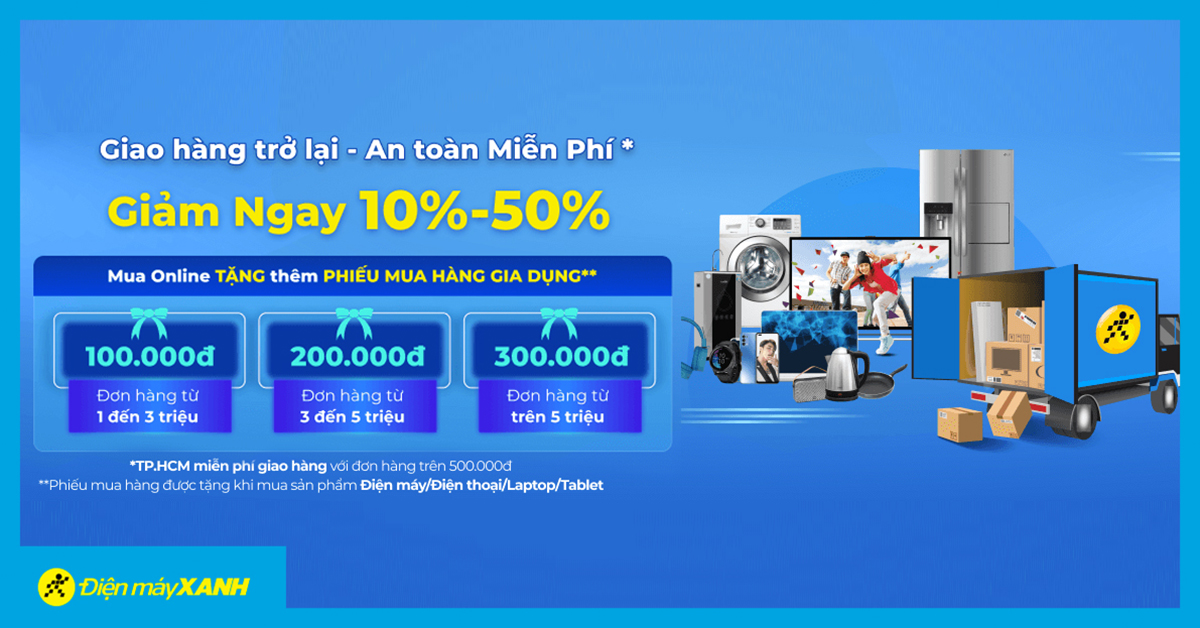 Giao hàng trở lại - An toàn Miễn Phí *
Giảm Ngay 10%-50%
Mua Online TẶNG thêm PHIẾU MUA HÀNG GIA DỤNG**
100.000đ
Đơn hàng từ
1 đến 3 triệu
200.000đ
Đơn hàng từ
3 đến 5 triệu
300.000đ
Đơn hàng từ
trên 5 triệu
*TP.HCM miễn phí giao hàng với đơn hàng trên 500.000đ
**Phiếu mua hàng được tặng khi mua sản phẩm Điện máy/Điện thoại/Laptop/Tablet
Điện máy XANH